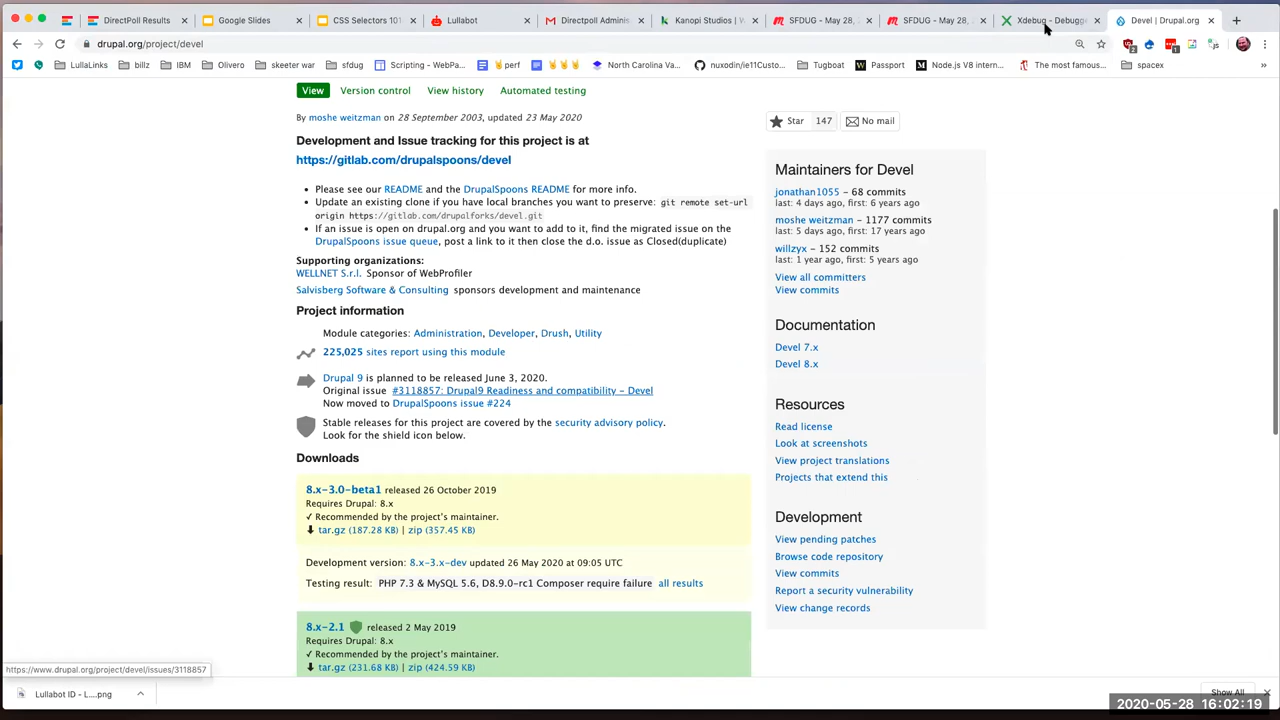 DirectPoll Results
Google Slides
CSS Selectors 101
Lullabot
Directpoll Adminis
Kanopi Studios | W
SFDUG - May 28,
SFDUG - May 28,
Xdebug - Debugge
Devel | Drupal.org
drupal.org/project/devel
LullaLinks
billz
IBM
Olivero
skeeter war
sfdug
Scripting - WebPa...
perf
North Carolina Va...
nuxodin/ie11Custo...
Tugboat
Passport
Node.js V8 intern...
The most famous...
spacex
»
View
Version control
View history
Automated testing
By moshe weitzman on 28 September 2003, updated 23 May 2020
Development and Issue tracking for this project is at
https://gitlab.com/drupalspoons/devel
• Please see our README and the DrupalSpoons README for more info.
• Update an existing clone if you have local branches you want to preserve: git remote set-url
origin https://gitlab.com/drupalforks/devel.git
• If an issue is open on drupal.org and you want to add to it, find the migrated issue on the
DrupalSpoons issue queue, post a link to it then close the d.o. issue as Closed(duplicate)
Supporting organizations:
WELLNET S.r.l. Sponsor of WebProfiler
Salvisberg Software & Consulting sponsors development and maintenance
Project information
Module categories: Administration, Developer, Drush, Utility
225,025 sites report using this module
Drupal 9 is planned to be released June 3, 2020.
Original issue #3118857: Drupal9 Readiness and compatibility - Devel
Now moved to DrupalSpoons issue #224
Stable releases for this project are covered by the security advisory policy.
Look for the shield icon below.
Downloads
8.x-3.0-beta1 released 26 October 2019
Requires Drupal: 8.x
✓ Recommended by the project's maintainer.
tar.gz (187.28 KB) | zip (357.45 KB)
Development version: 8.x-3.x-dev updated 26 May 2020 at 09:05 UTC
Testing result: PHP 7.3 & MySQL 5.6, D8.9.0-rc1 Composer require failure all results
8.x-2.1 released 2 May 2019
Requires Drupal: 8.x
✓ Recommended by the project's maintainer.
tar.gz (231.68 KB) | zip (424.59 KB)
Star 147
No mail
Maintainers for Devel
jonathan1055 – 68 commits
last: 4 days ago, first: 6 years ago
moshe weitzman – 1177 commits
last: 5 days ago, first: 17 years ago
willzyx – 152 commits
last: 1 year ago, first: 5 years ago
View all committers
View commits
Documentation
Devel 7.x
Devel 8.x
Resources
Read license
Look at screenshots
View project translations
Projects that extend this
Development
View pending patches
Browse code repository
View commits
Report a security vulnerability
View change records
https://www.drupal.org/project/devel/issues/3118857
Lullabot ID - L....png
Show All
2020-05-28 16:02:19